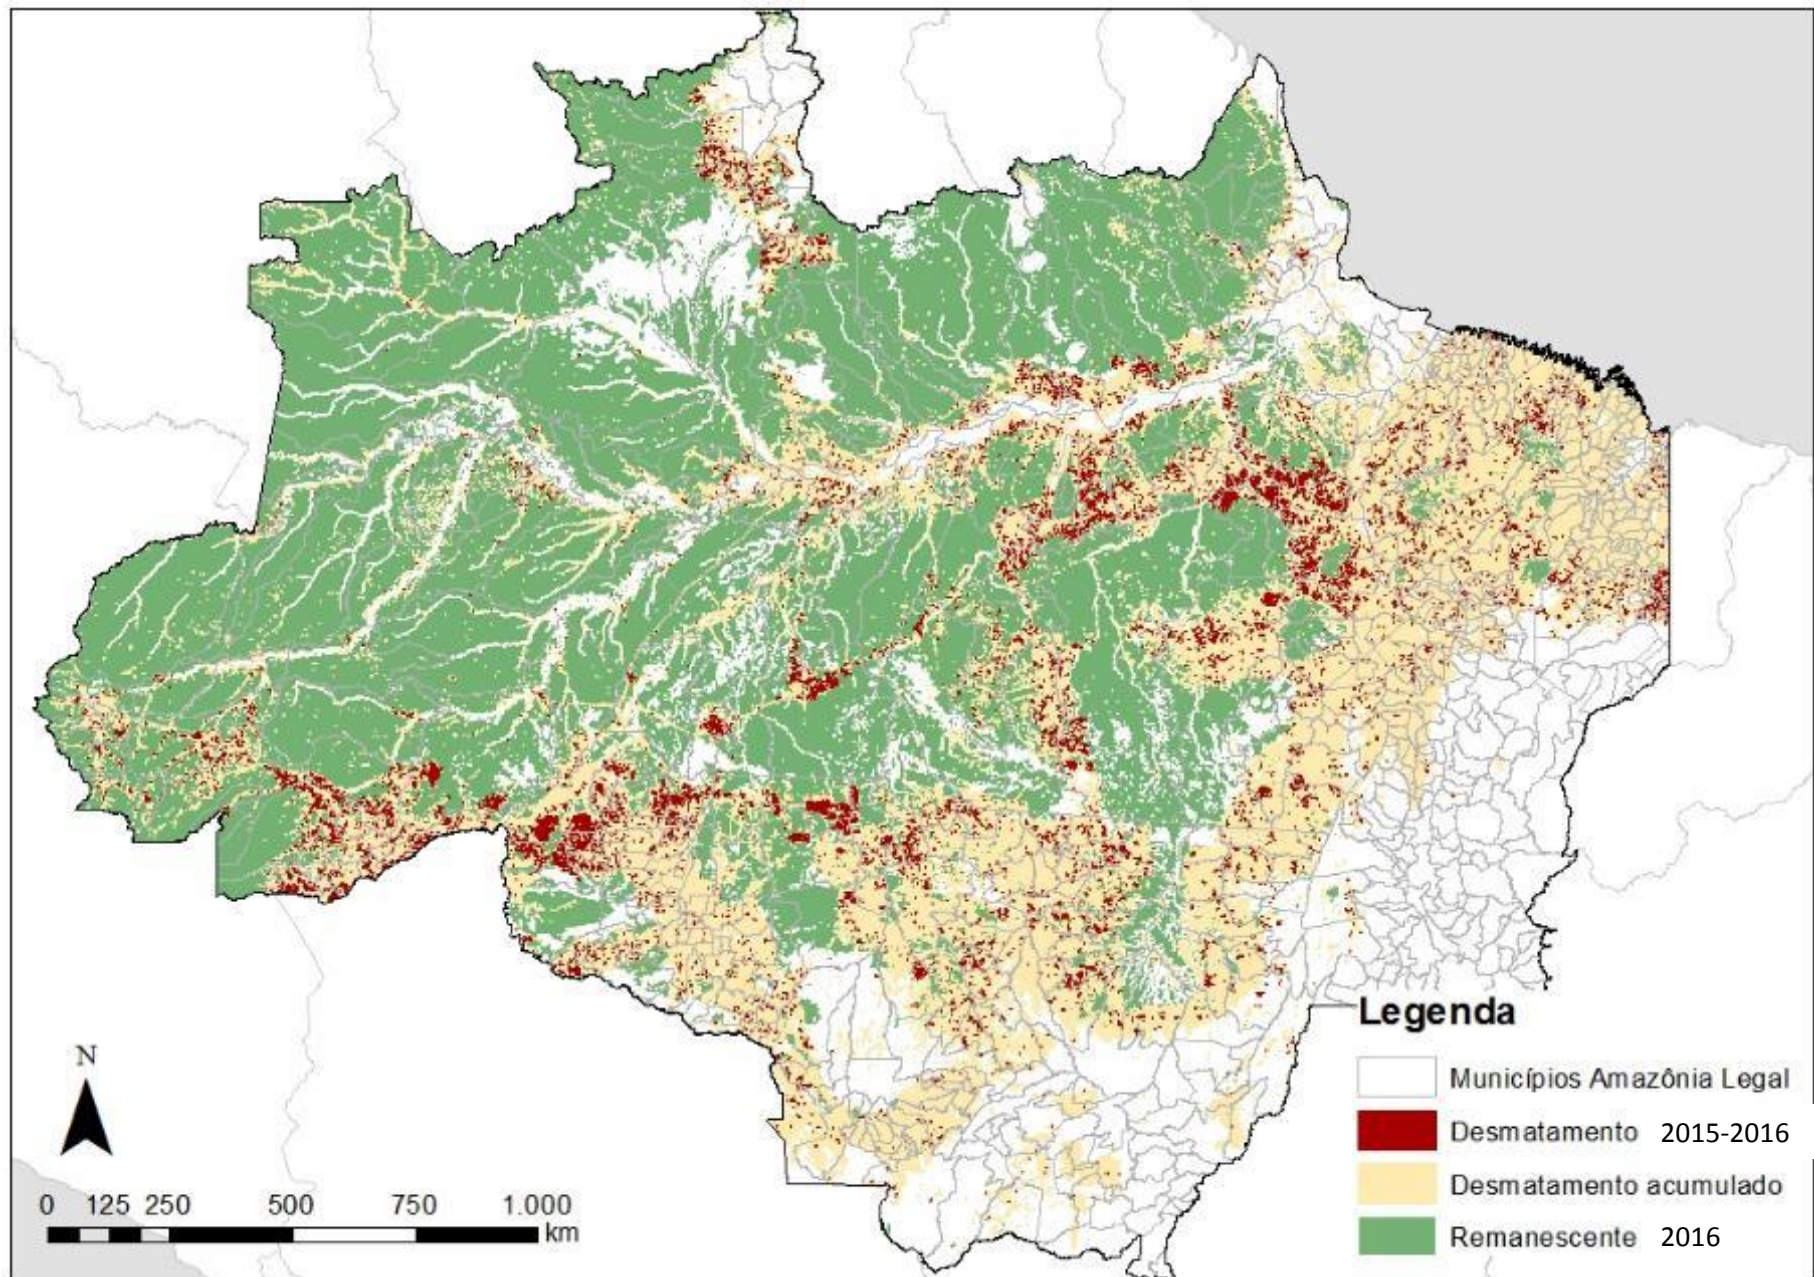 Legenda
Municípios Amazônia Legal
Desmatamento 2015-2016
Desmatamento acumulado
Remanescente 2016
N
0 125 250 500 750 1.000
km